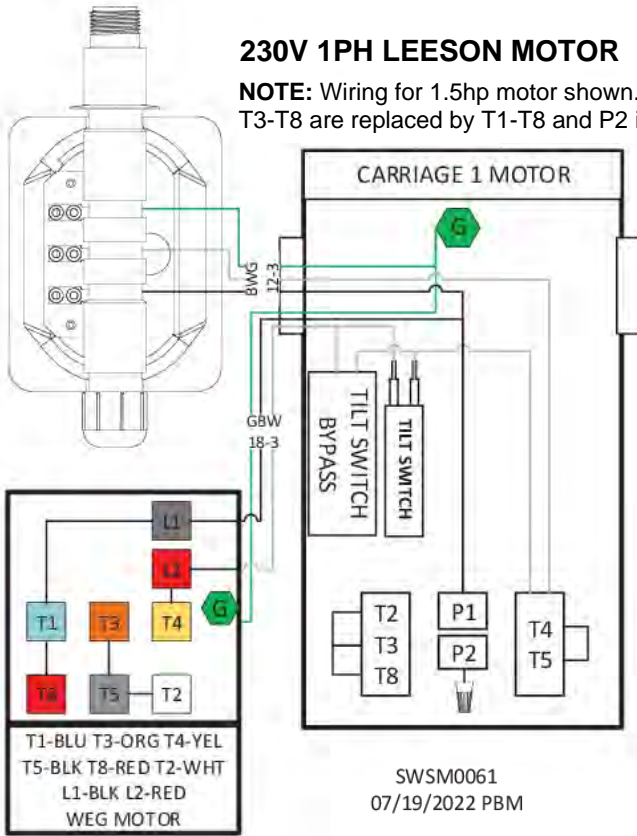 230V 1PH LEESON MOTOR
NOTE: Wiring for 1.5hp motor shown.
T3-T8 are replaced by T1-T8 and P2 i
CARRIAGE 1 MOTOR
G
BWG
12-3
GBW
18-3
TILT SWITCH
BYPASS
TILT SWITCH
L1
L2
T1
T3
T4
G
T8
T5
T2
T2
T3
T8
P1
P2
T4
T5
T1-BLU T3-ORG T4-YEL
T5-BLK T8-RED T2-WHT
L1-BLK L2-RED
WEG MOTOR
SWSM0061
07/19/2022 PBM